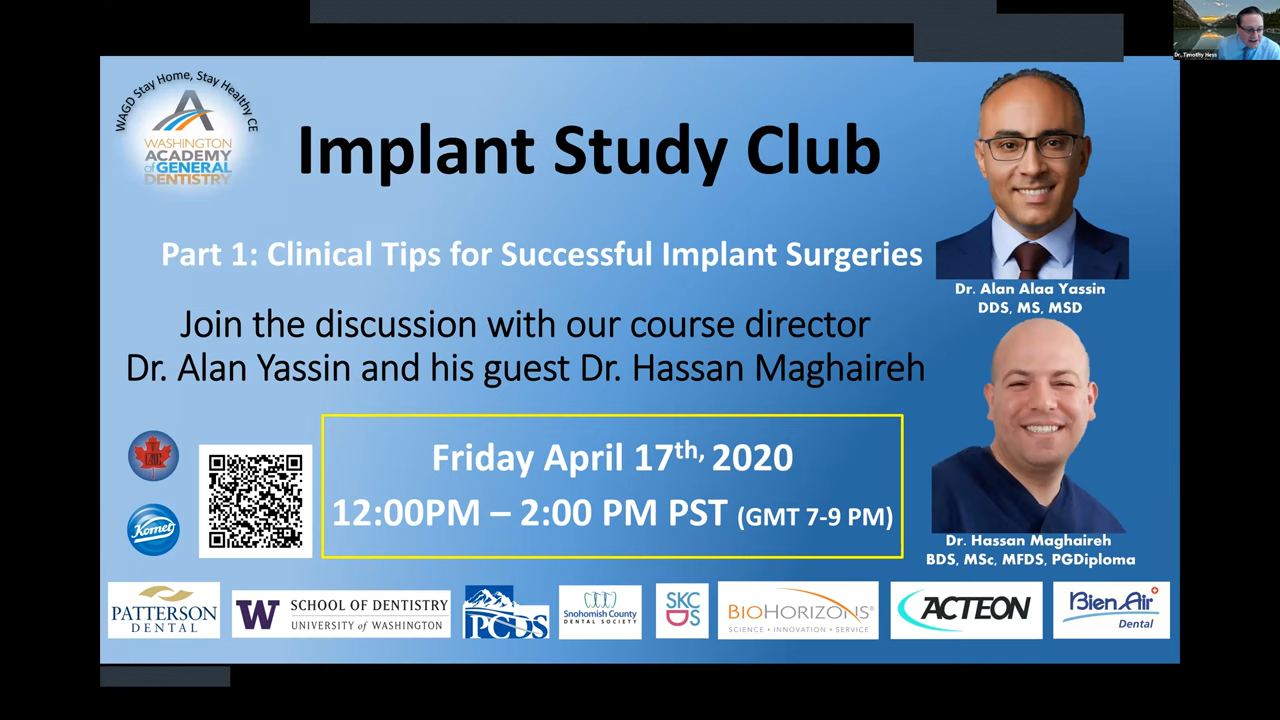 Dr. Timothy Hess
WAGD Stay Home, Stay Healthy CE
WASHINGTON
ACADEMY
of GENERAL
DENTISTRY
Implant Study Club
Part 1: Clinical Tips for Successful Implant Surgeries
Join the discussion with our course director
Dr. Alan Yassin and his guest Dr. Hassan Maghaireh
Dr. Alan Alaa Yassin
DDS, MS, MSD
Friday April 17th, 2020
12:00PM – 2:00 PM PST (GMT 7-9 PM)
Komet
Dr. Hassan Maghaireh
BDS, MSc, MFDS, PGDiploma
PATTERSON
DENTAL
W
SCHOOL OF DENTISTRY
UNIVERSITY of WASHINGTON
PCDS
Snohomish County
DENTAL SOCIETY
SKC
DS
BIOHORIZONS®
SCIENCE • INNOVATION • SERVICE
ACTEON
Bien Air
Dental